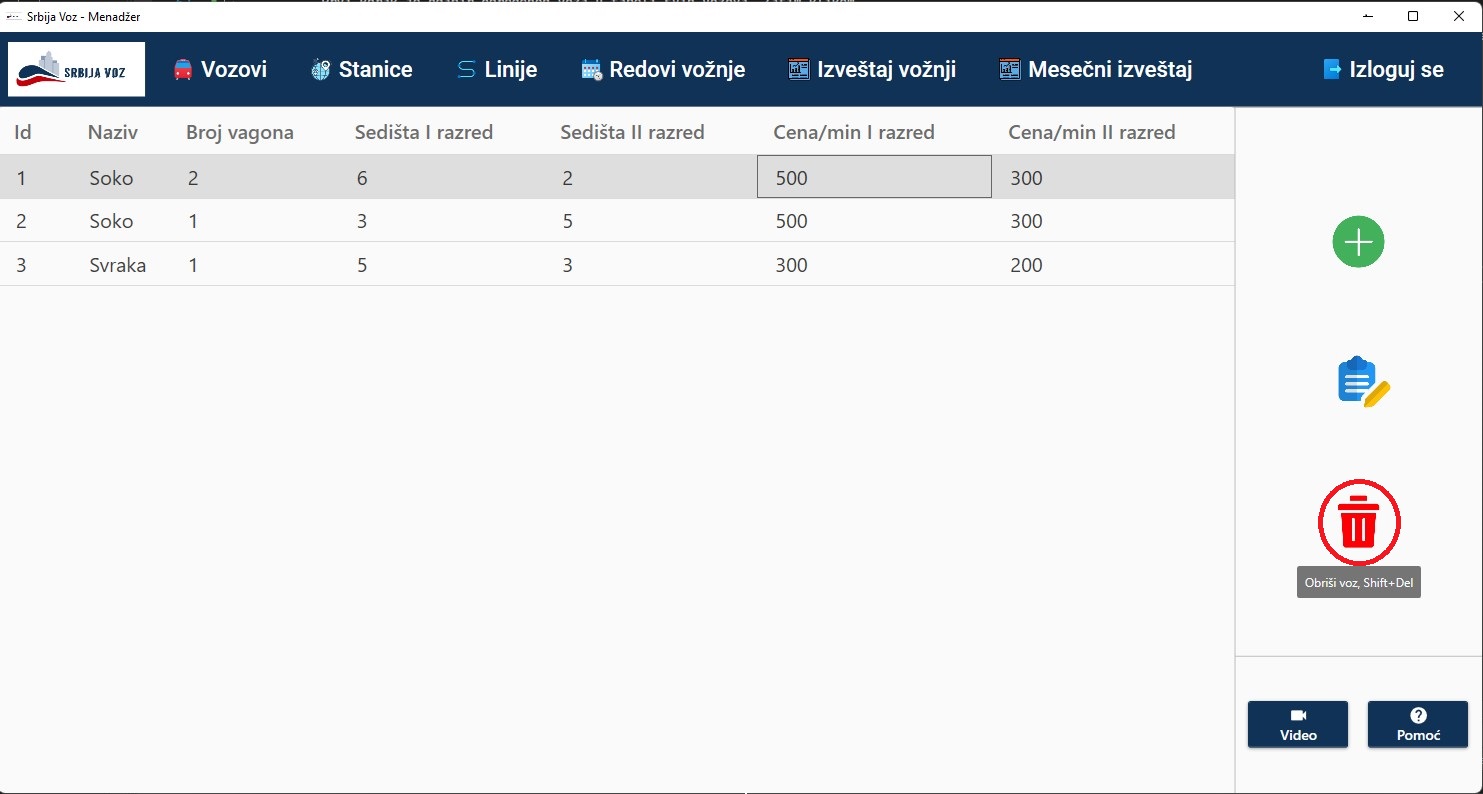 Srbija Voz - Menadžer
SRBIJA VOZ
Vozovi Stanice Linije Redovi vožnje Izveštaj vožnji Mesečni izveštaj Izloguj se
Id Naziv Broj vagona Sedišta I razred Sedišta II razred Cena/min I razred Cena/min II razred
1 Soko 2 6 2 500 300
2 Soko 1 3 5 500 300
3 Svraka 1 5 3 300 200
Obriši voz, Shift+Del
Video Pomoć